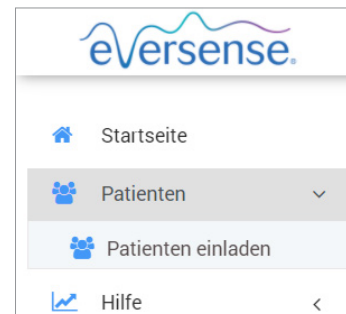 eversense.
Startseite
Patienten
Patienten einladen
Hilfe